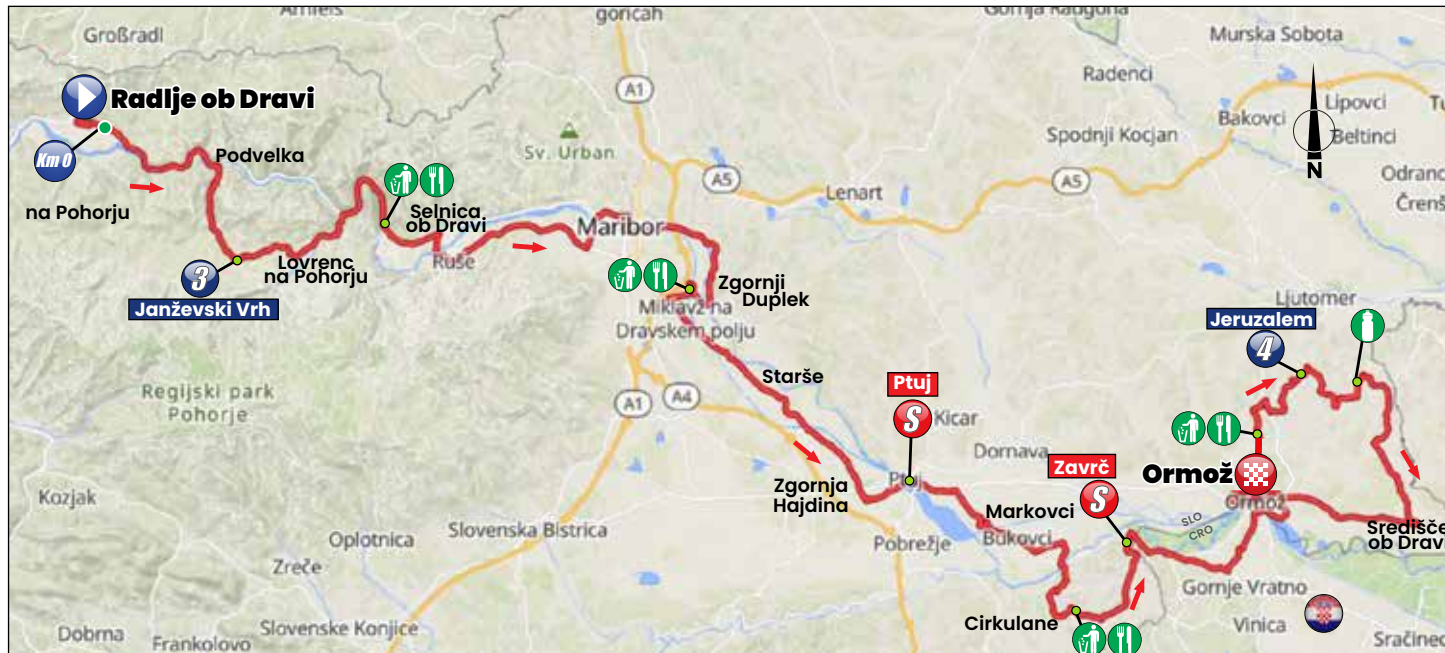 Arnfels
goricah
Gornja Radgona
Großradl
Murska Sobota
Radenci
A1
Radlje ob Dravi
Lipovci
Bakovci
Beltinci
Spodnji Kocjan
Podvelka
Sv. Urban
Km 0
A5
A5
Lenart
N
na Pohorju
Selnica
ob Dravi
Maribor
Lovrenc
na Pohorju
Ruše
3
Janževski Vrh
Zgornji
Duplek
Miklavž na
Dravskem polju
Ljutomer
Jeruzalem
4
Starše
Regijski park
Pohorje
A1
A4
Ptuj
S
Kicar
Dornava
Zavrč
S
Ormož
Kozjak
Zgornja
Hajdina
Ptuj
Markovci
Ormož
SLO
CRO
Središče
ob Dravi
Slovenska Bistrica
Oplotnica
Bukovci
Pobrežje
Zreče
Gornje Vratno
Cirkulane
Vinica
Slovenske Konjice
Dobrna
Frankolovo
Sračinec